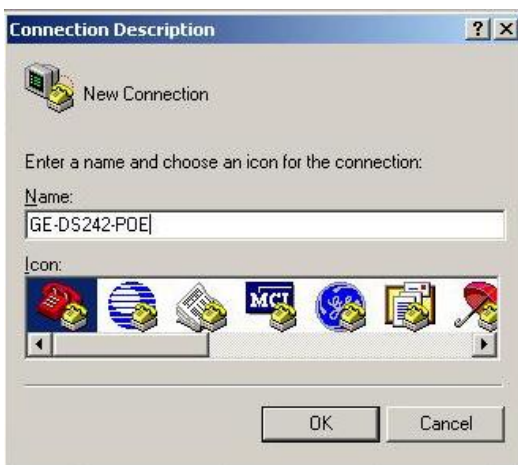 Connection Description
New Connection
Enter a name and choose an icon for the connection:
Name:
GE-DS242-POE
Icon:
MCI
OK
Cancel